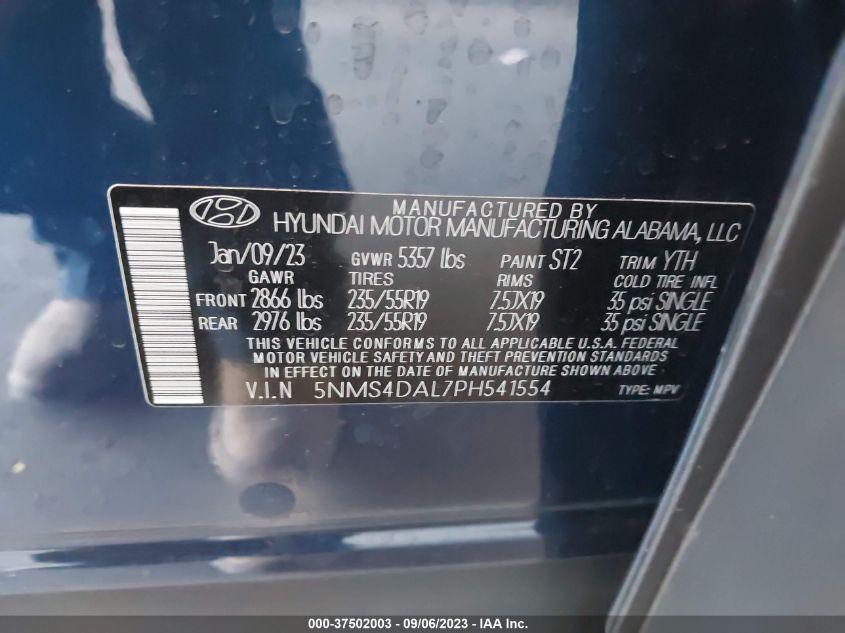 MANUFACTURED BY
HYUNDAI MOTOR MANUFACTURING ALABAMA, LLC
Jan/09/23 GVWR 5357 lbs PAINT ST2 TRIM YTH
GAWR TIRES RIMS COLD TIRE INFL
FRONT 2866 lbs 235/55R19 7.5JX19 35 psi SINGLE
REAR 2976 lbs 235/55R19 7.5JX19 35 psi SINGLE
THIS VEHICLE CONFORMS TO ALL APPLICABLE U.S.A. FEDERAL
MOTOR VEHICLE SAFETY AND THEFT PREVENTION STANDARDS
IN EFFECT ON THE DATE OF MANUFACTURE SHOWN ABOVE
V.I.N 5NMS4DAL7PH541554 TYPE: MPV
000-37502003 - 09/06/2023 - IAA Inc.